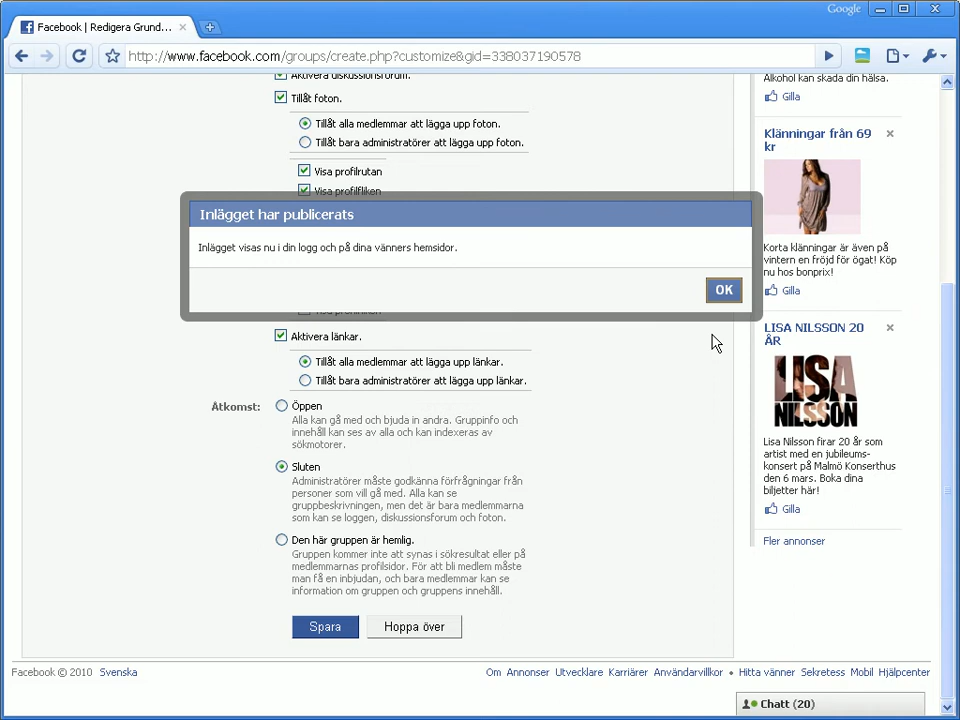 Google
Facebook | Redigera Grund...
http://www.facebook.com/groups/create.php?customize&gid=338037190578
Aktivera diskussionsforum.
Tillåt foton.
Tillåt alla medlemmar att lägga upp foton.
Tillåt bara administratörer att lägga upp foton.
Visa profilrutan
Visa profilfliken
Inlägget har publicerats
Inlägget visas nu i din logg och på dina vänners hemsidor.
OK
Visa profilfliken
Aktivera länkar.
Tillåt alla medlemmar att lägga upp länkar.
Tillåt bara administratörer att lägga upp länkar.
Åtkomst:
Öppen
Alla kan gå med och bjuda in andra. Gruppinfo och
innehåll kan ses av alla och kan indexeras av
sökmotorer.
Sluten
Administratörer måste godkänna förfrågningar från
personer som vill gå med. Alla kan se
gruppbeskrivningen, men det är bara medlemmarna
som kan se loggen, diskussionsforum och foton.
Den här gruppen är hemlig.
Gruppen kommer inte att synas i sökresultat eller på
medlemmarnas profilsidor. För att bli medlem måste
man få en inbjudan, och bara medlemmar kan se
information om gruppen och gruppens innehåll.
Spara
Hoppa över
Alkohol kan skada din hälsa.
Gilla
Klänningar från 69
kr
Korta klänningar är även på
vintern en fröjd för ögat! Köp
nu hos bonprix!
Gilla
LISA NILSSON 20
ÅR
LISA
NILSSON
Lisa Nilsson firar 20 år som
artist med en jubileums-
konsert på Malmö Konserthus
den 6 mars. Boka dina
biljetter här!
Gilla
Fler annonser
Facebook © 2010 Svenska
Om Annonser Utvecklare Karriärer Användarvillkor • Hitta vänner Sekretess Mobil Hjälpcenter
Chatt (20)